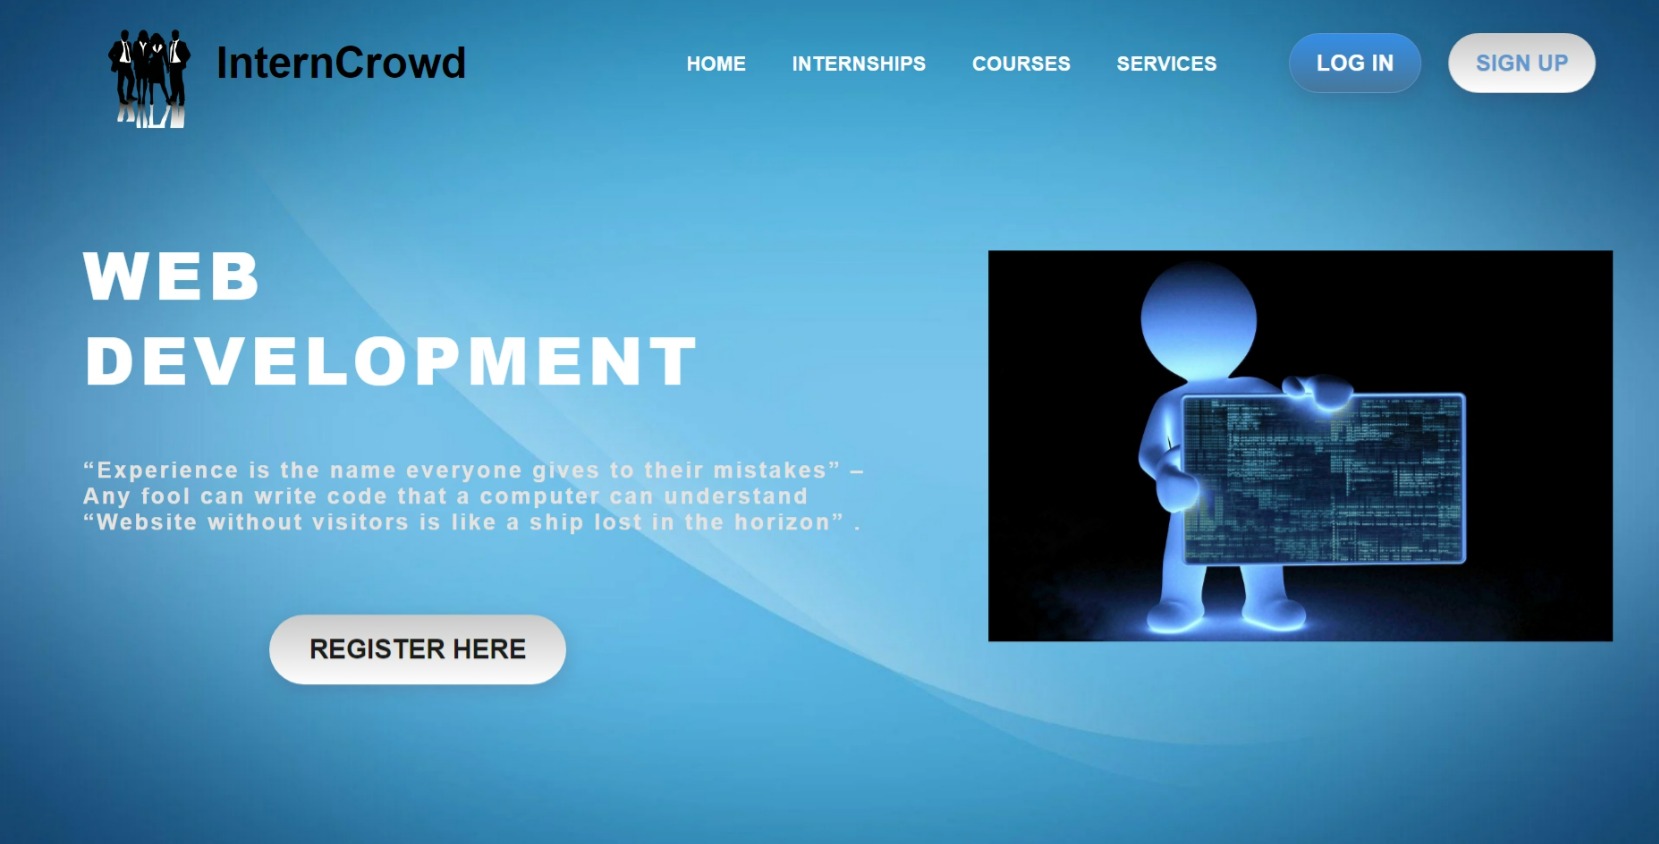 InternCrowd
HOME INTERNSHIPS COURSES SERVICES LOG IN SIGN UP
WEB
DEVELOPMENT
“Experience is the name everyone gives to their mistakes” –
Any fool can write code that a computer can understand
“Website without visitors is like a ship lost in the horizon” .
REGISTER HERE